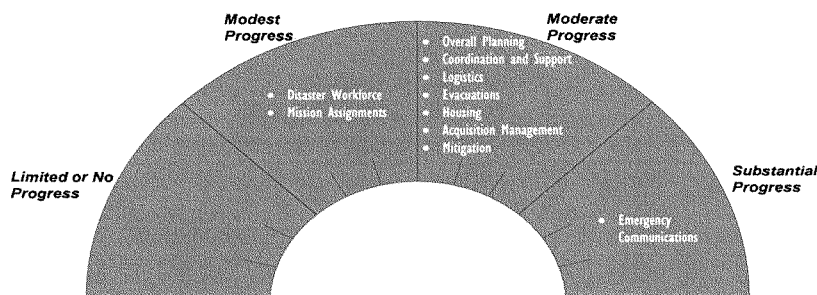 Modest
Progress
Moderate
Progress
• Overall Planning
• Coordination and Support
• Logistics
• Evacuations
• Housing
• Acquisition Management
• Mitigation
• Disaster Workforce
• Mission Assignments
Limited or No
Progress
Substantial
Progress
• Emergency
Communications